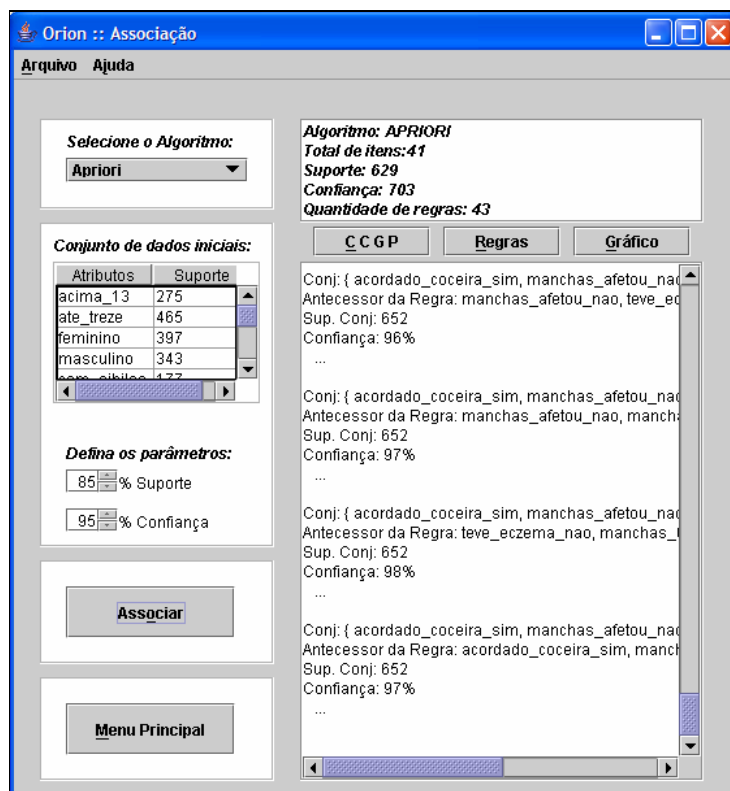 Orion :: Associação
Arquivo Ajuda
Selecione o Algoritmo:
Apriori
Conjunto de dados iniciais:
Atributos Suporte
acima_13 275
ate_treze 465
feminino 397
masculino 343
Defina os parâmetros:
85 % Suporte
95 % Confiança
Associar
Menu Principal
Algoritmo: APRIORI
Total de itens:41
Suporte: 629
Confiança: 703
Quantidade de regras: 43
C C G P Regras Gráfico
Conj: { acordado_coceira_sim, manchas_afetou_nao
Antecessor da Regra: manchas_afetou_nao, teve_ec
Sup. Conj: 652
Confiança: 96%
...
Conj: { acordado_coceira_sim, manchas_afetou_nao
Antecessor da Regra: manchas_afetou_nao, mancha
Sup. Conj: 652
Confiança: 97%
...
Conj: { acordado_coceira_sim, manchas_afetou_nao
Antecessor da Regra: teve_eczema_nao, manchas_
Sup. Conj: 652
Confiança: 98%
...
Conj: { acordado_coceira_sim, manchas_afetou_nao
Antecessor da Regra: acordado_coceira_sim, manch
Sup. Conj: 652
Confiança: 97%
...